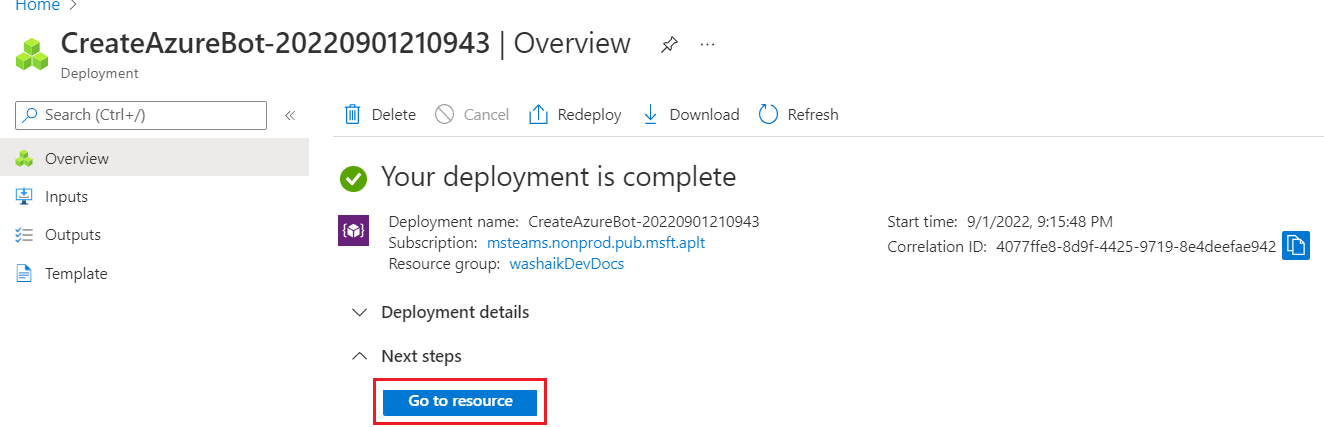 Home >
CreateAzureBot-20220901210943 | Overview ...
Deployment
Search (Ctrl+/) «
Delete Cancel Redeploy Download Refresh
Overview
Inputs
Outputs
Template
Your deployment is complete
Deployment name: CreateAzureBot-20220901210943
Subscription: msteams.nonprod.pub.msft.aplt
Resource group: washaikDevDocs
Start time: 9/1/2022, 9:15:48 PM
Correlation ID: 4077ffe8-8d9f-4425-9719-8e4deefae942
Deployment details
Next steps
Go to resource